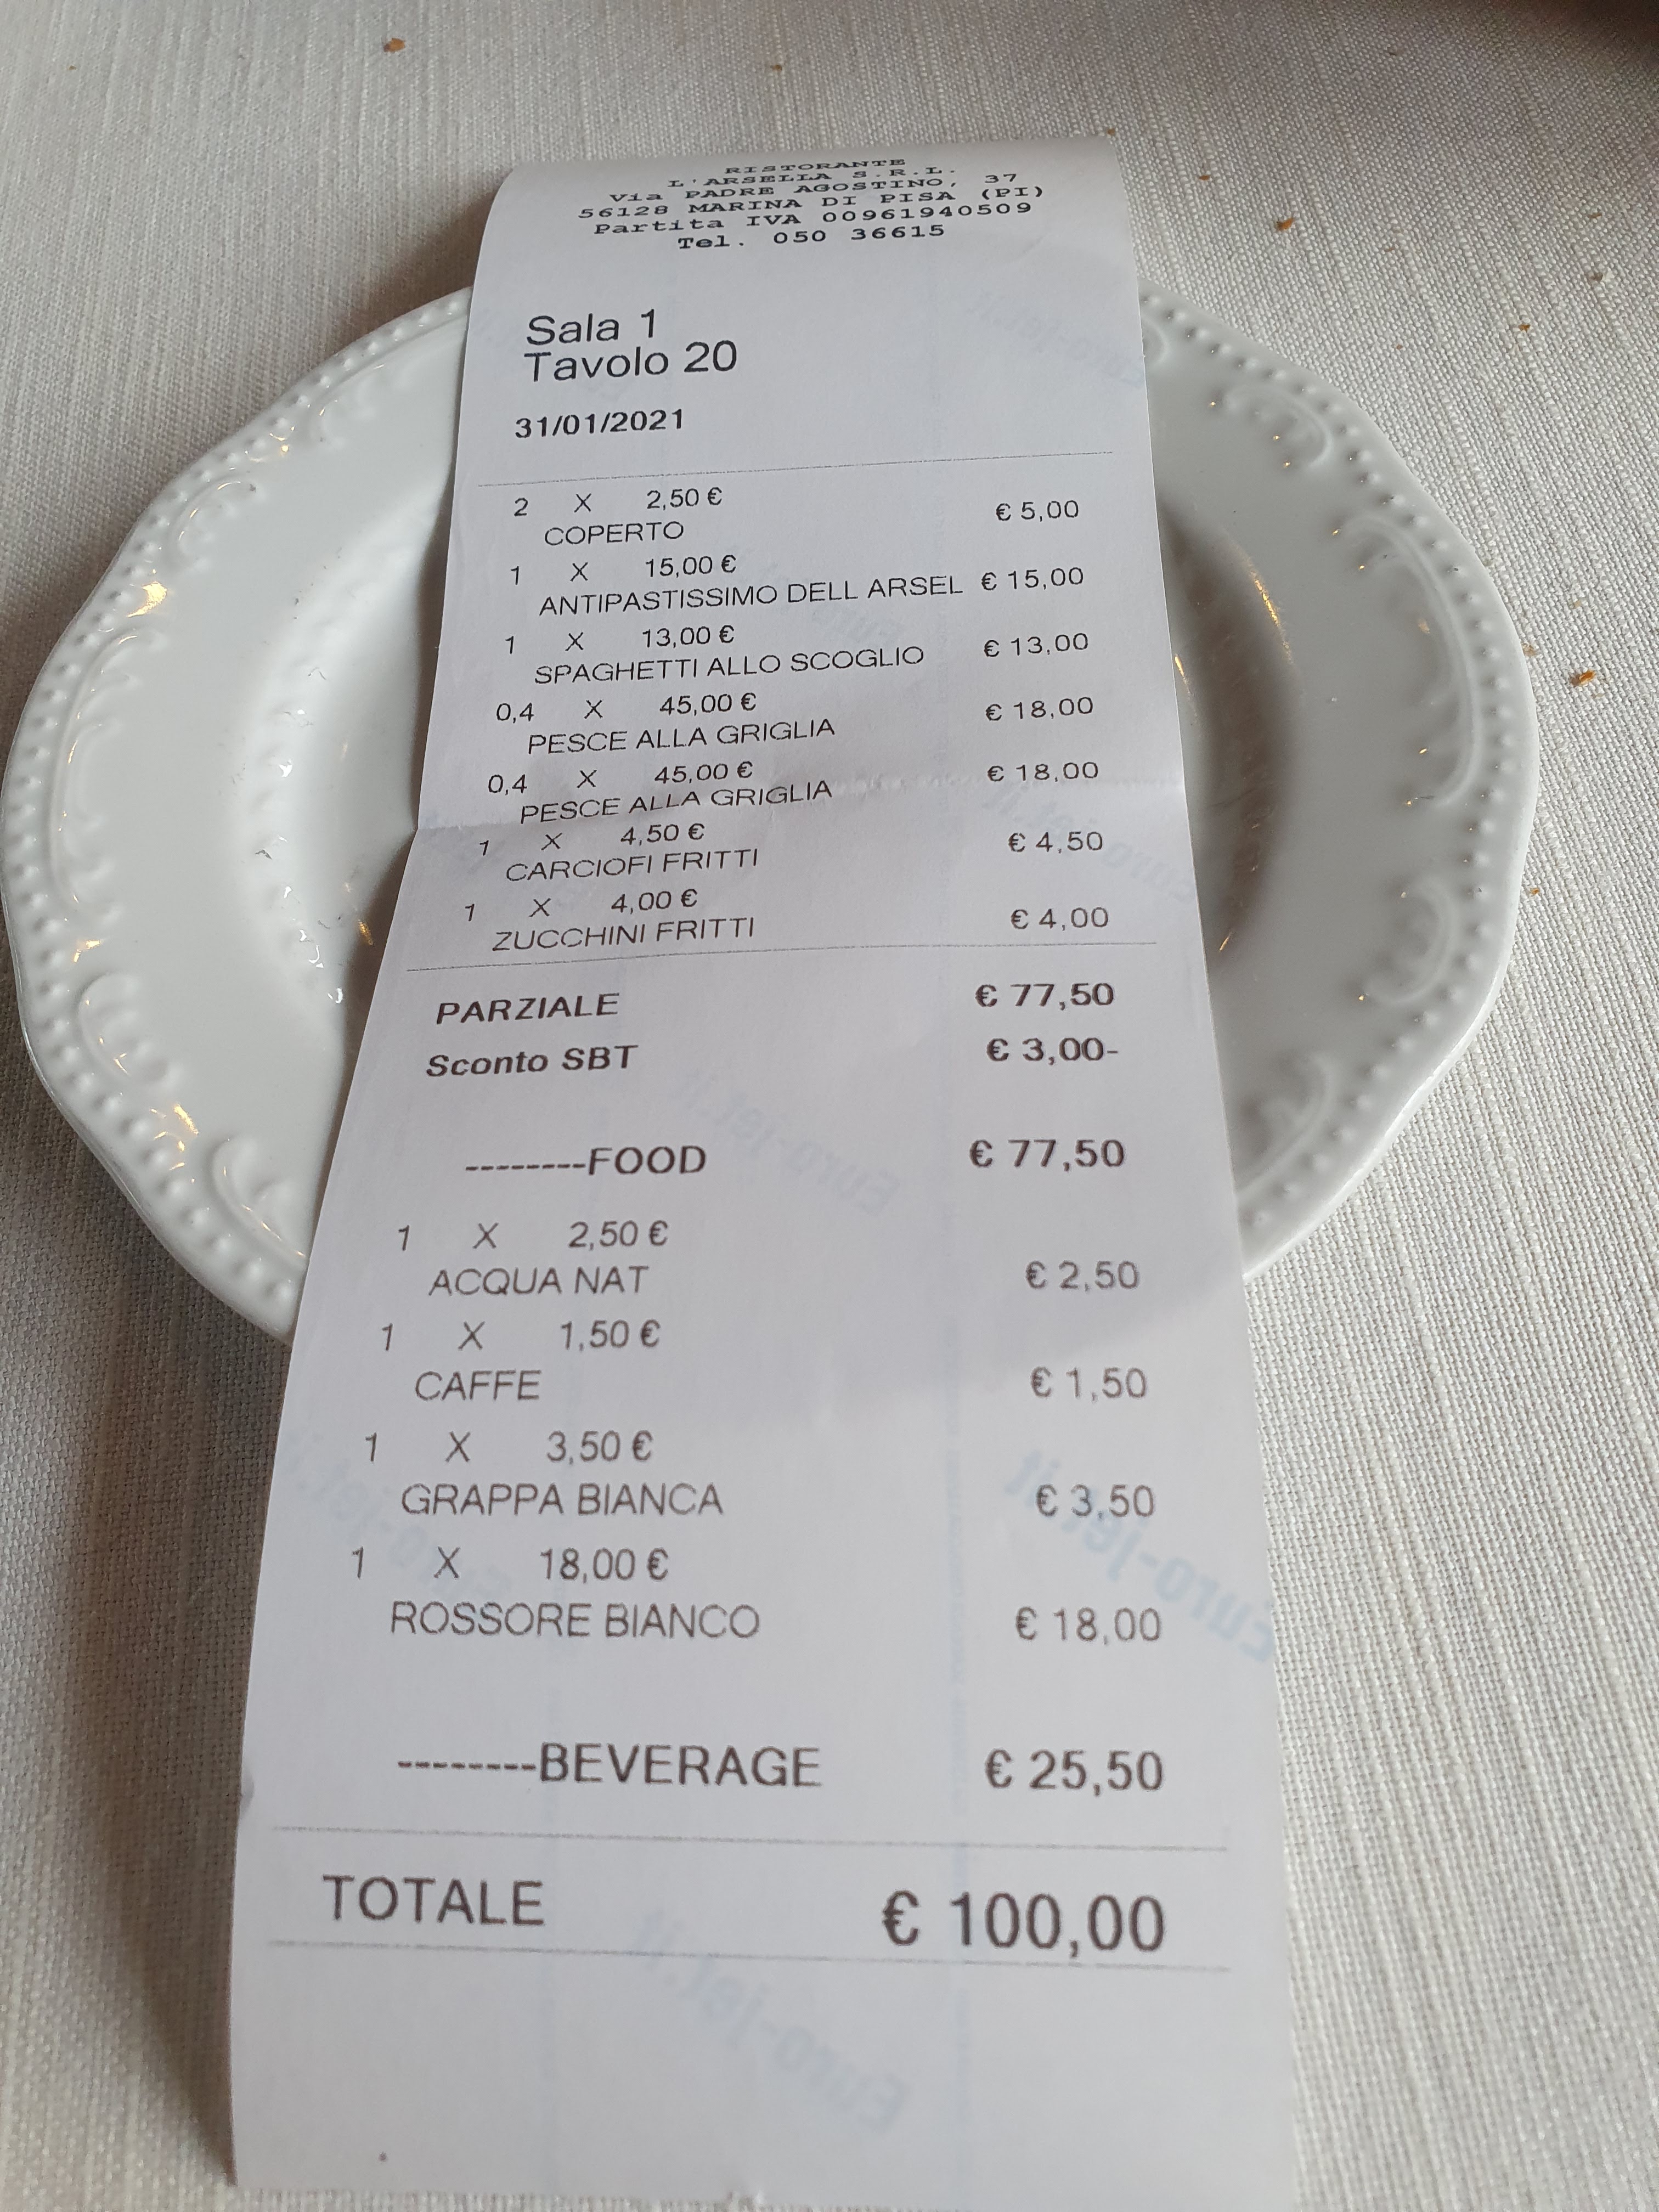 RISTORANTE
L'ARSELLA S.R.L.
Via PADRE AGOSTINO, 37
56128 MARINA DI PISA (PI)
Partita IVA 00961940509
Tel. 050 36615
Sala 1
Tavolo 20
31/01/2021
2 X 2,50 €
COPERTO € 5,00
1 X 15,00 €
ANTIPASTISSIMO DELL ARSEL € 15,00
1 X 13,00 €
SPAGHETTI ALLO SCOGLIO € 13,00
0,4 X 45,00 €
PESCE ALLA GRIGLIA € 18,00
0,4 X 45,00 €
PESCE ALLA GRIGLIA € 18,00
1 X 4,50 €
CARCIOFI FRITTI € 4,50
1 X 4,00 €
ZUCCHINI FRITTI € 4,00
PARZIALE € 77,50
Sconto SBT € 3,00-
--------FOOD € 77,50
1 X 2,50 €
ACQUA NAT € 2,50
1 X 1,50 €
CAFFE € 1,50
1 X 3,50 €
GRAPPA BIANCA € 3,50
1 X 18,00 €
ROSSORE BIANCO € 18,00
--------BEVERAGE € 25,50
TOTALE € 100,00
Euro-jet.it